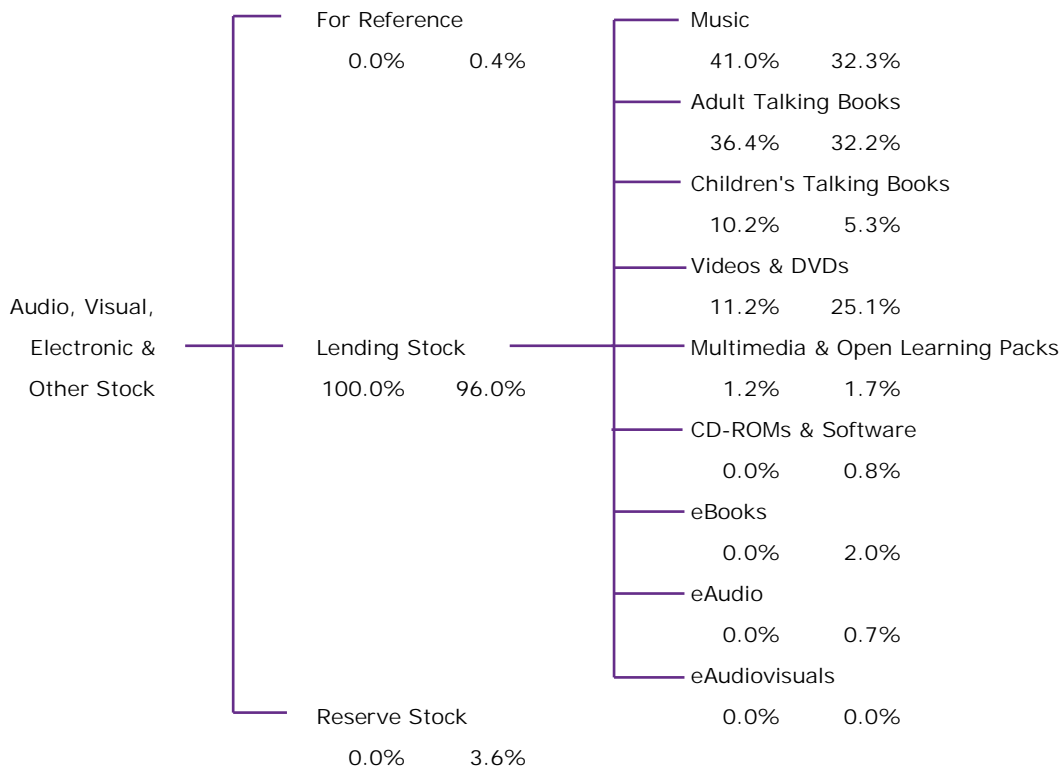 Audio, Visual,
Electronic &
Other Stock
For Reference
0.0% 0.4%
Lending Stock
100.0% 96.0%
Reserve Stock
0.0% 3.6%
Music
41.0% 32.3%
Adult Talking Books
36.4% 32.2%
Children's Talking Books
10.2% 5.3%
Videos & DVDs
11.2% 25.1%
Multimedia & Open Learning Packs
1.2% 1.7%
CD-ROMs & Software
0.0% 0.8%
eBooks
0.0% 2.0%
eAudio
0.0% 0.7%
eAudiovisuals
0.0% 0.0%